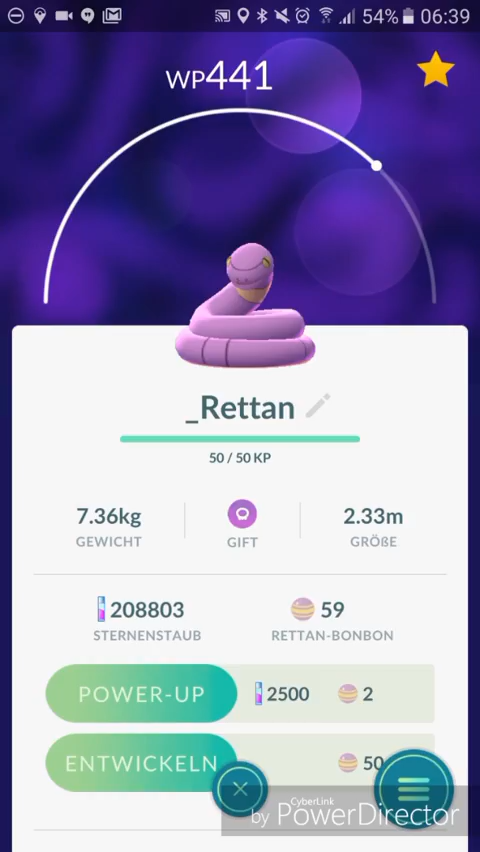 54% 06:39
WP441
_Rettan
50 / 50 KP
7.36kg
GEWICHT
GIFT
2.33m
GRÖßE
208803
STERNENSTAUB
59
RETTAN-BONBON
POWER-UP 2500 2
ENTWICKELN 50
CyberLink
by PowerDirector